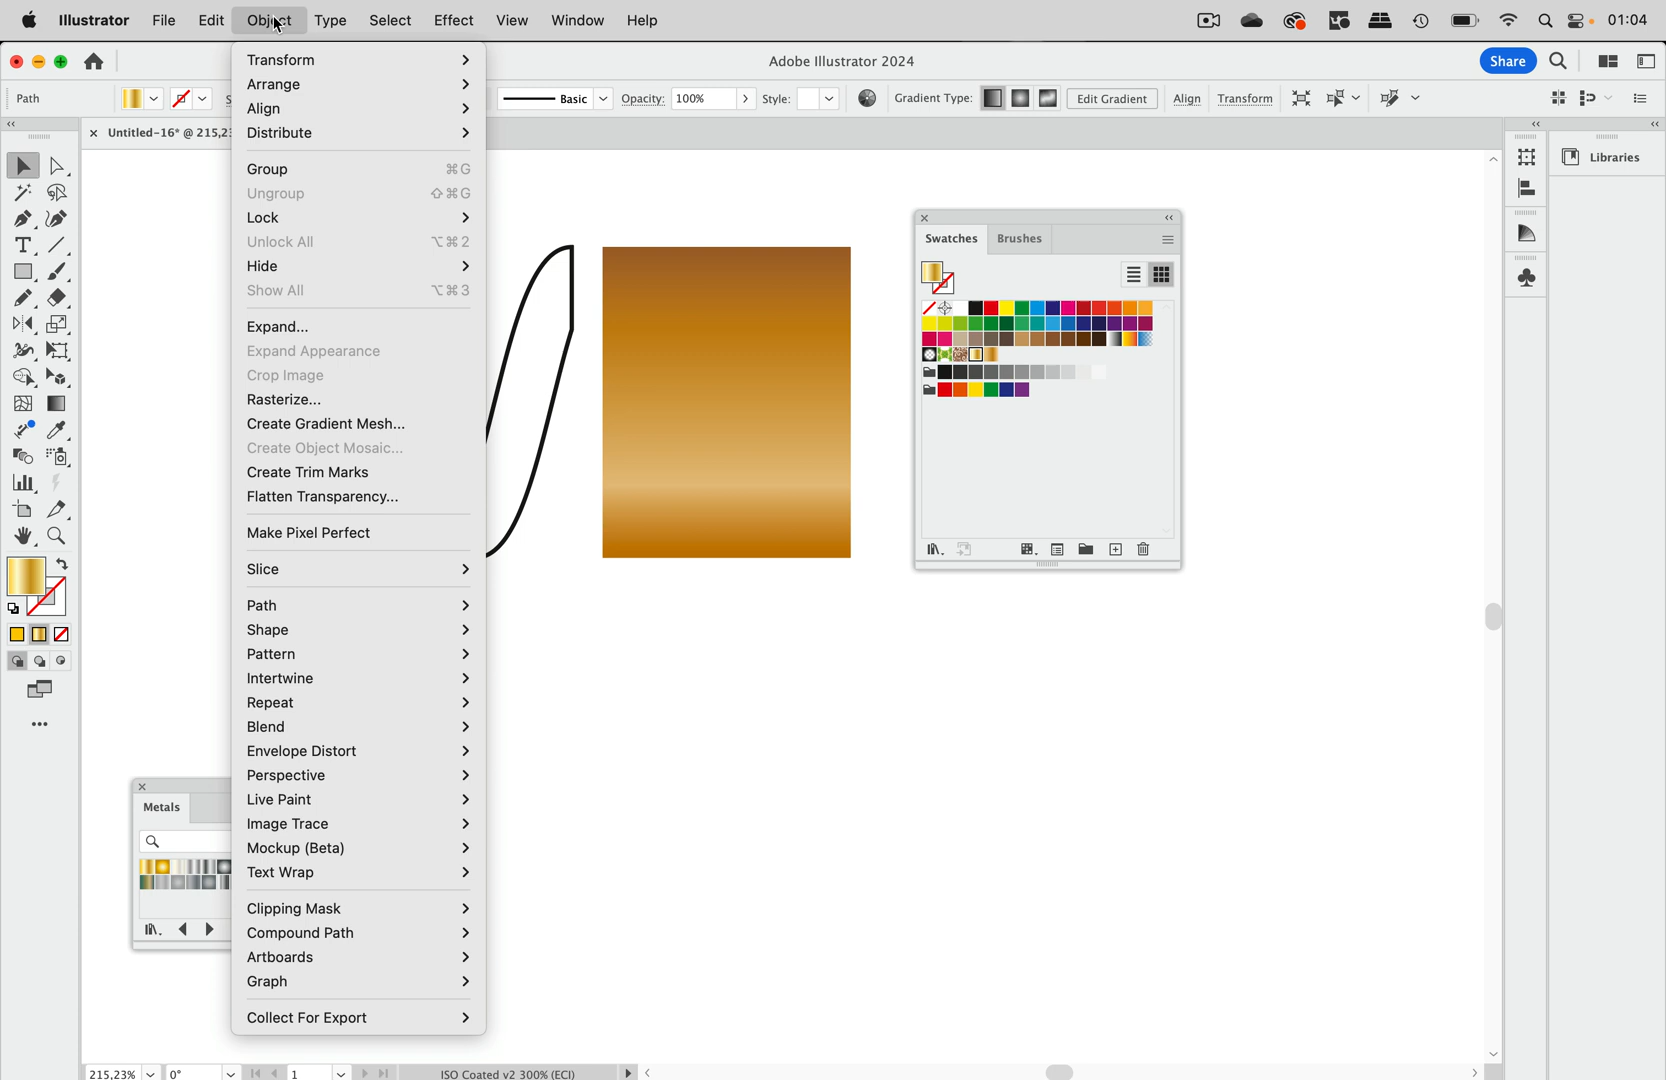 Illustrator File Edit Object Type Select Effect View Window Help 01:04
Adobe Illustrator 2024 Share
Path Basic Opacity: 100% Style: Gradient Type: Edit Gradient Align Transform
Untitled-16* @ 215,23
Transform
Arrange
Align
Distribute
Group ⌘G
Ungroup ⇧⌘G
Lock
Unlock All ⌥⌘2
Hide
Show All ⌥⌘3
Expand...
Expand Appearance
Crop Image
Rasterize...
Create Gradient Mesh...
Create Object Mosaic...
Create Trim Marks
Flatten Transparency...
Make Pixel Perfect
Slice
Path
Shape
Pattern
Intertwine
Repeat
Blend
Envelope Distort
Perspective
Live Paint
Image Trace
Mockup (Beta)
Text Wrap
Clipping Mask
Compound Path
Artboards
Graph
Collect For Export
Swatches Brushes
Libraries
Metals
215,23% 0° 1 ISO Coated v2 300% (ECI)